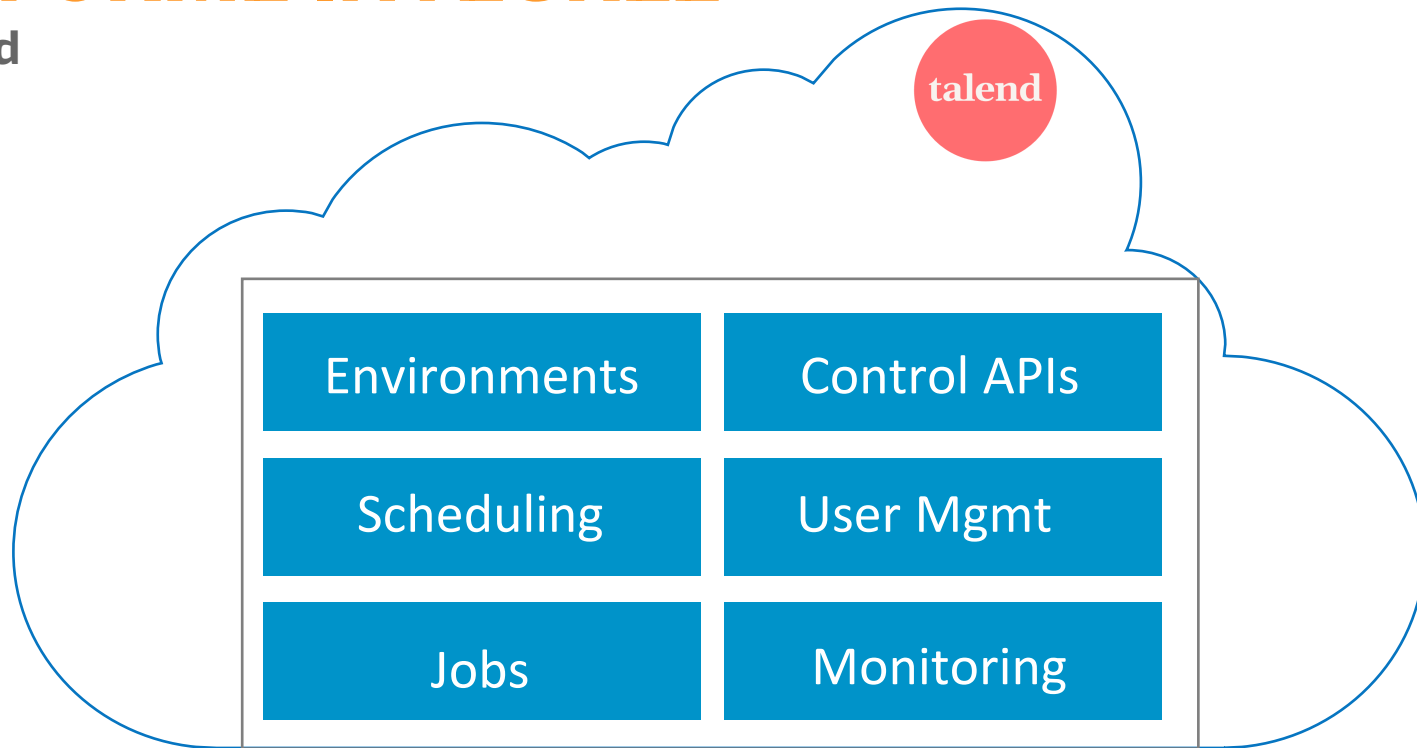 talend
Environments
Control APIs
Scheduling
User Mgmt
Jobs
Monitoring